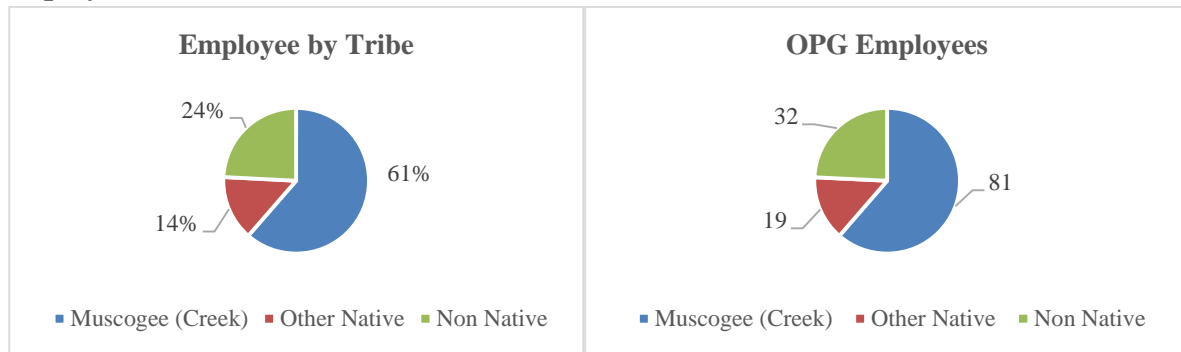 Employee by Tribe
24%
61%
14%
Muscogee (Creek) Other Native Non Native
OPG Employees
32
81
19
Muscogee (Creek) Other Native Non Native